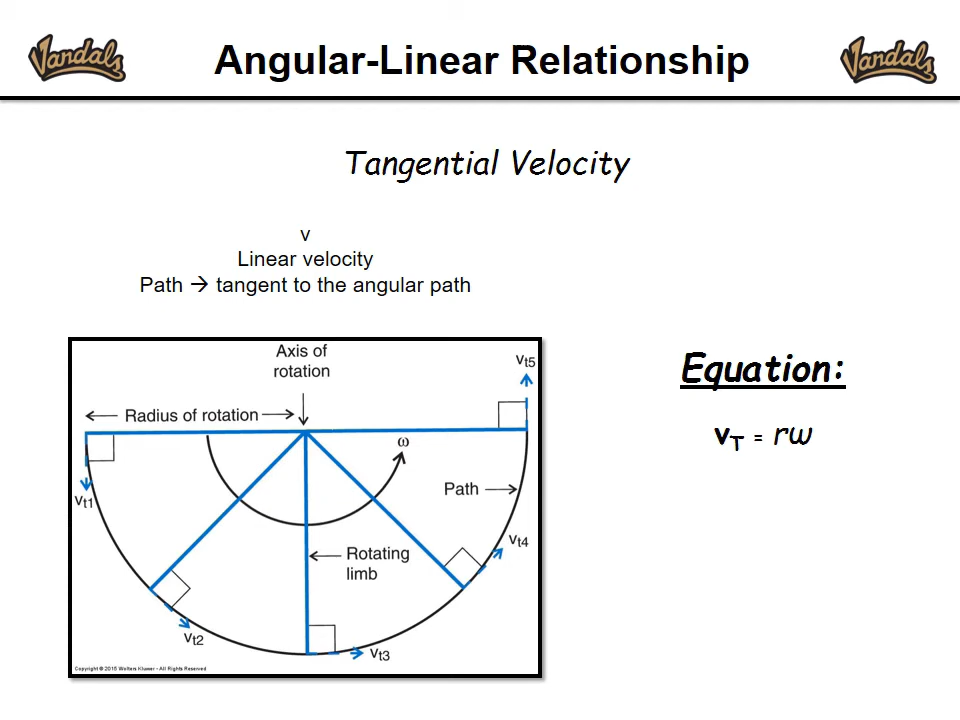 Vandals
Angular-Linear Relationship
Vandals
Tangential Velocity
v
Linear velocity
Path → tangent to the angular path
Axis of
rotation
Radius of rotation
vt5
ω
Path
vt1
vt4
Rotating
limb
vt2
vt3
Copyright © 2015 Wolters Kluwer - All Rights Reserved
Equation:
vT = rω